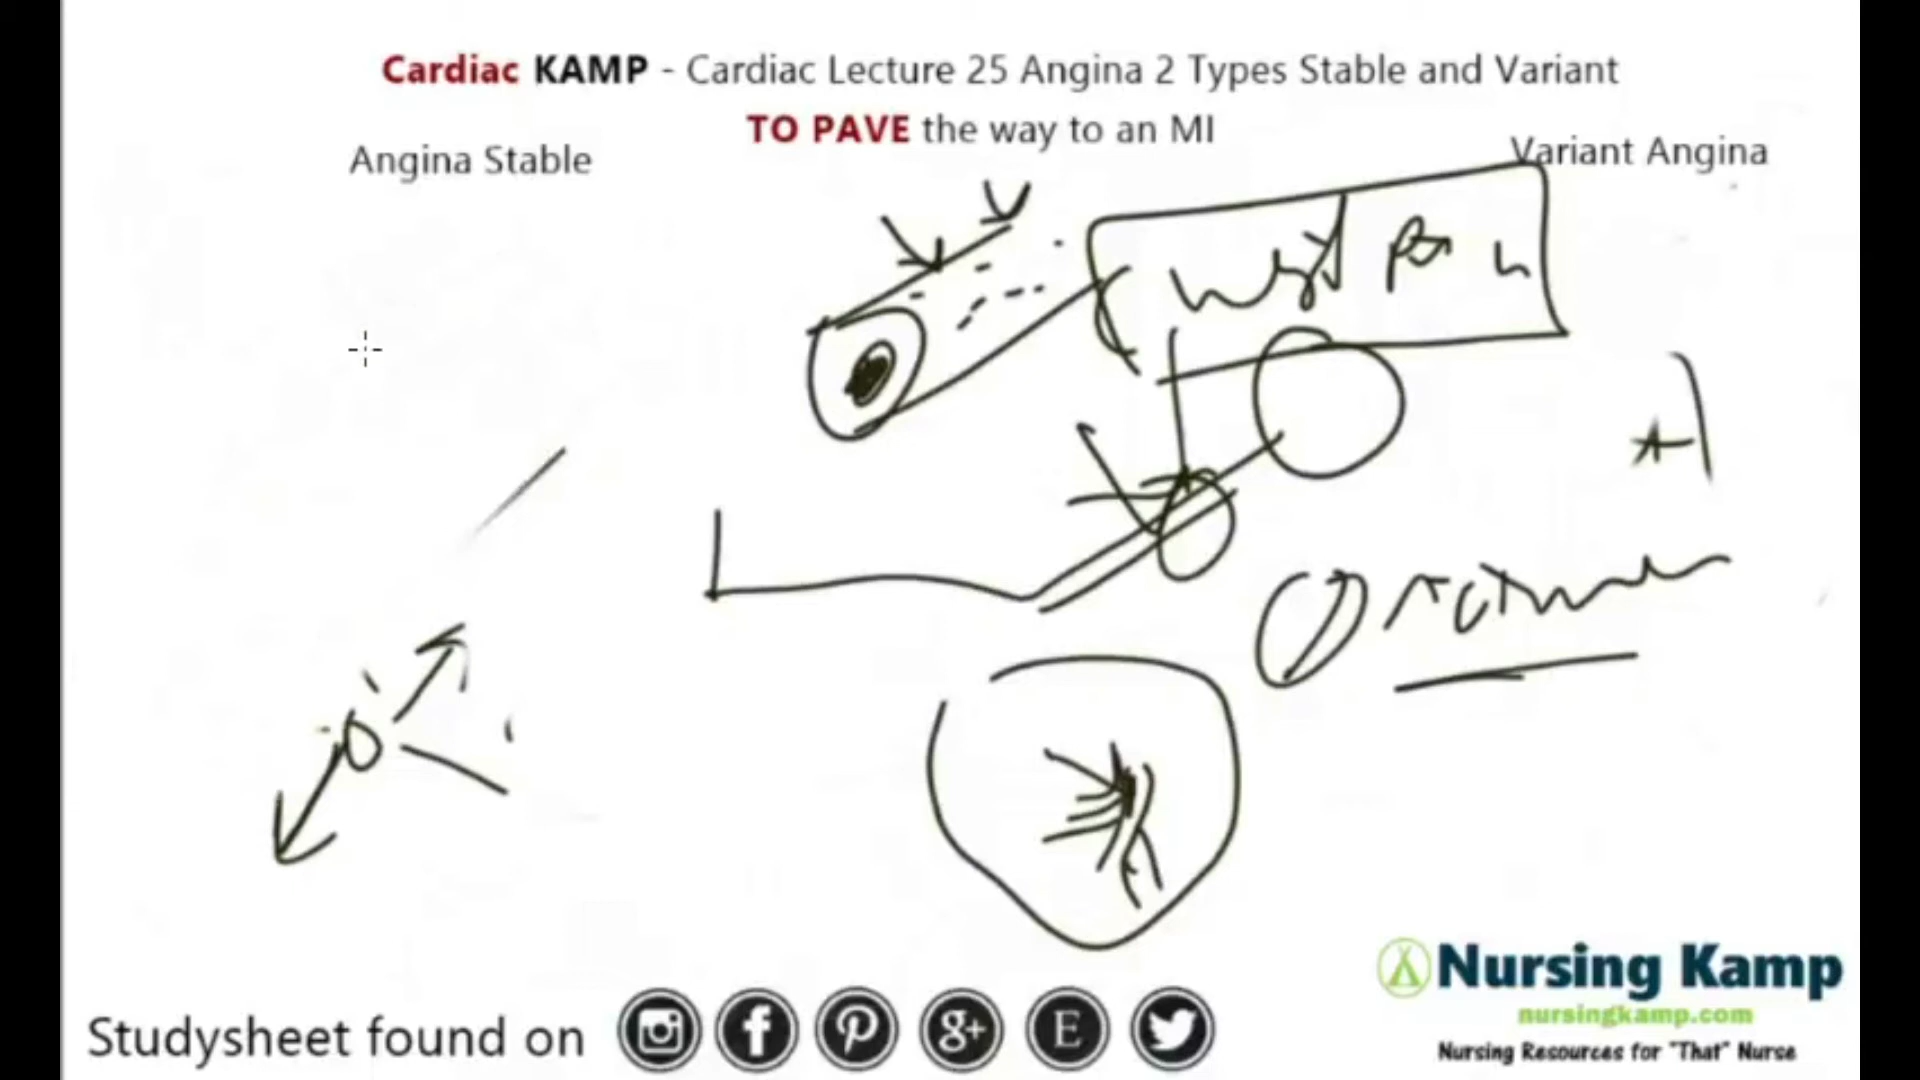 Cardiac KAMP - Cardiac Lecture 25 Angina 2 Types Stable and Variant
TO PAVE the way to an MI
Angina Stable
Variant Angina
Nursing Kamp
nursingkamp.com
Nursing Resources for "That" Nurse
Studysheet found on